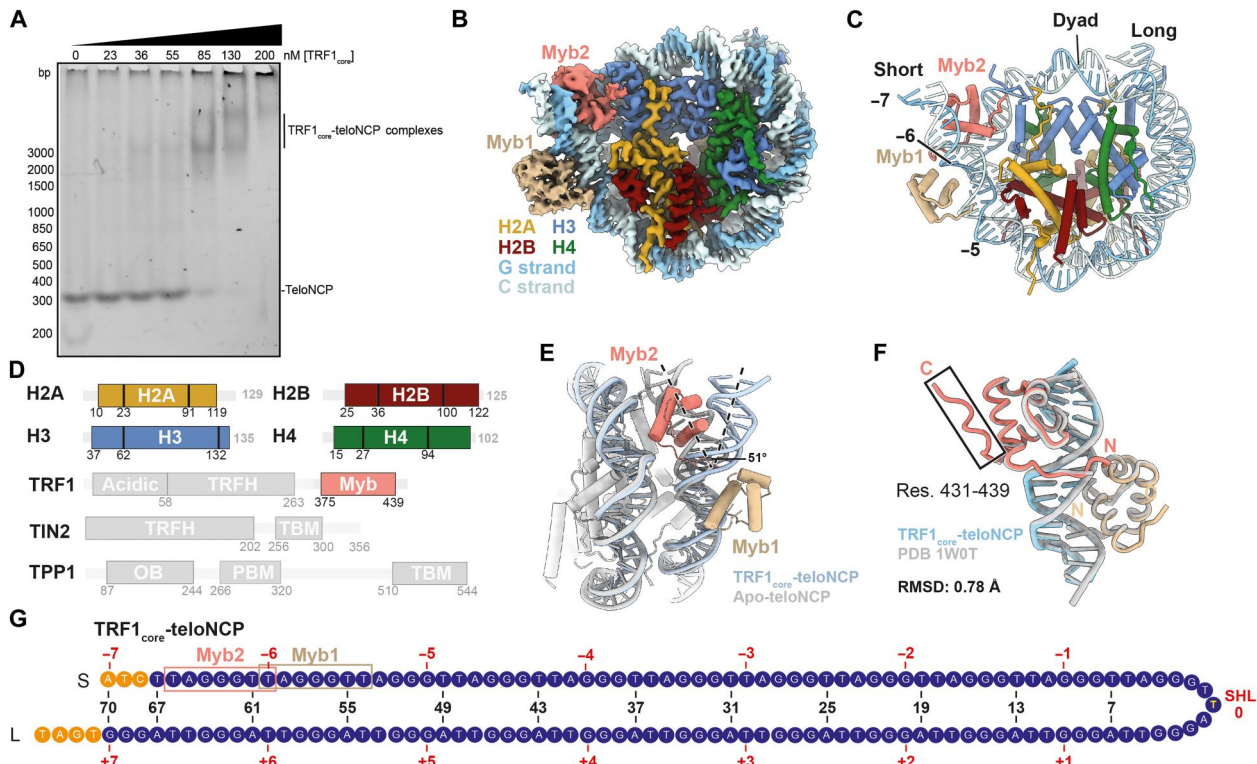 A
0 23 36 55 85 130 200 nM [TRF1core]
bp
TRF1core-teloNCP complexes
3000
2000
1500
1000
850
650
500
400
300
200
-TeloNCP
B
Myb2
Myb1
H2A H3
H2B H4
G strand
C strand
C
Dyad
Long
Short
Myb2
–7
–6
Myb1
–5
D
H2A H2A 129
10 23 91 119
H2B H2B 125
25 36 100 122
H3 H3 135
37 62 132
H4 H4 102
15 27 94
TRF1 Acidic TRFH Myb
58 263 375 439
TIN2 TRFH TBM
202 256 300 356
TPP1 OB PBM TBM
87 244 266 320 510 544
E
Myb2
51°
Myb1
TRF1core-teloNCP
Apo-teloNCP
F
C
N
N
Res. 431-439
TRF1core-teloNCP
PDB 1W0T
RMSD: 0.78 Å
G
TRF1core-teloNCP
–7 Myb2 –6 Myb1 –5 –4 –3 –2 –1
S ATCTTAGGGTTAGGGTTAGGGTTAGGGTTAGGGTTAGGGTTAGGGTTAGGGTTAGGGTTAGGGTTAGGGT
70 67 61 55 49 43 37 31 25 19 13 7 T SHL 0
L TAGTGGGATTGGGATTGGGATTGGGATTGGGATTGGGATTGGGATTGGGATTGGGATTGGGATTGGGATTGGGA
+7 +6 +5 +4 +3 +2 +1